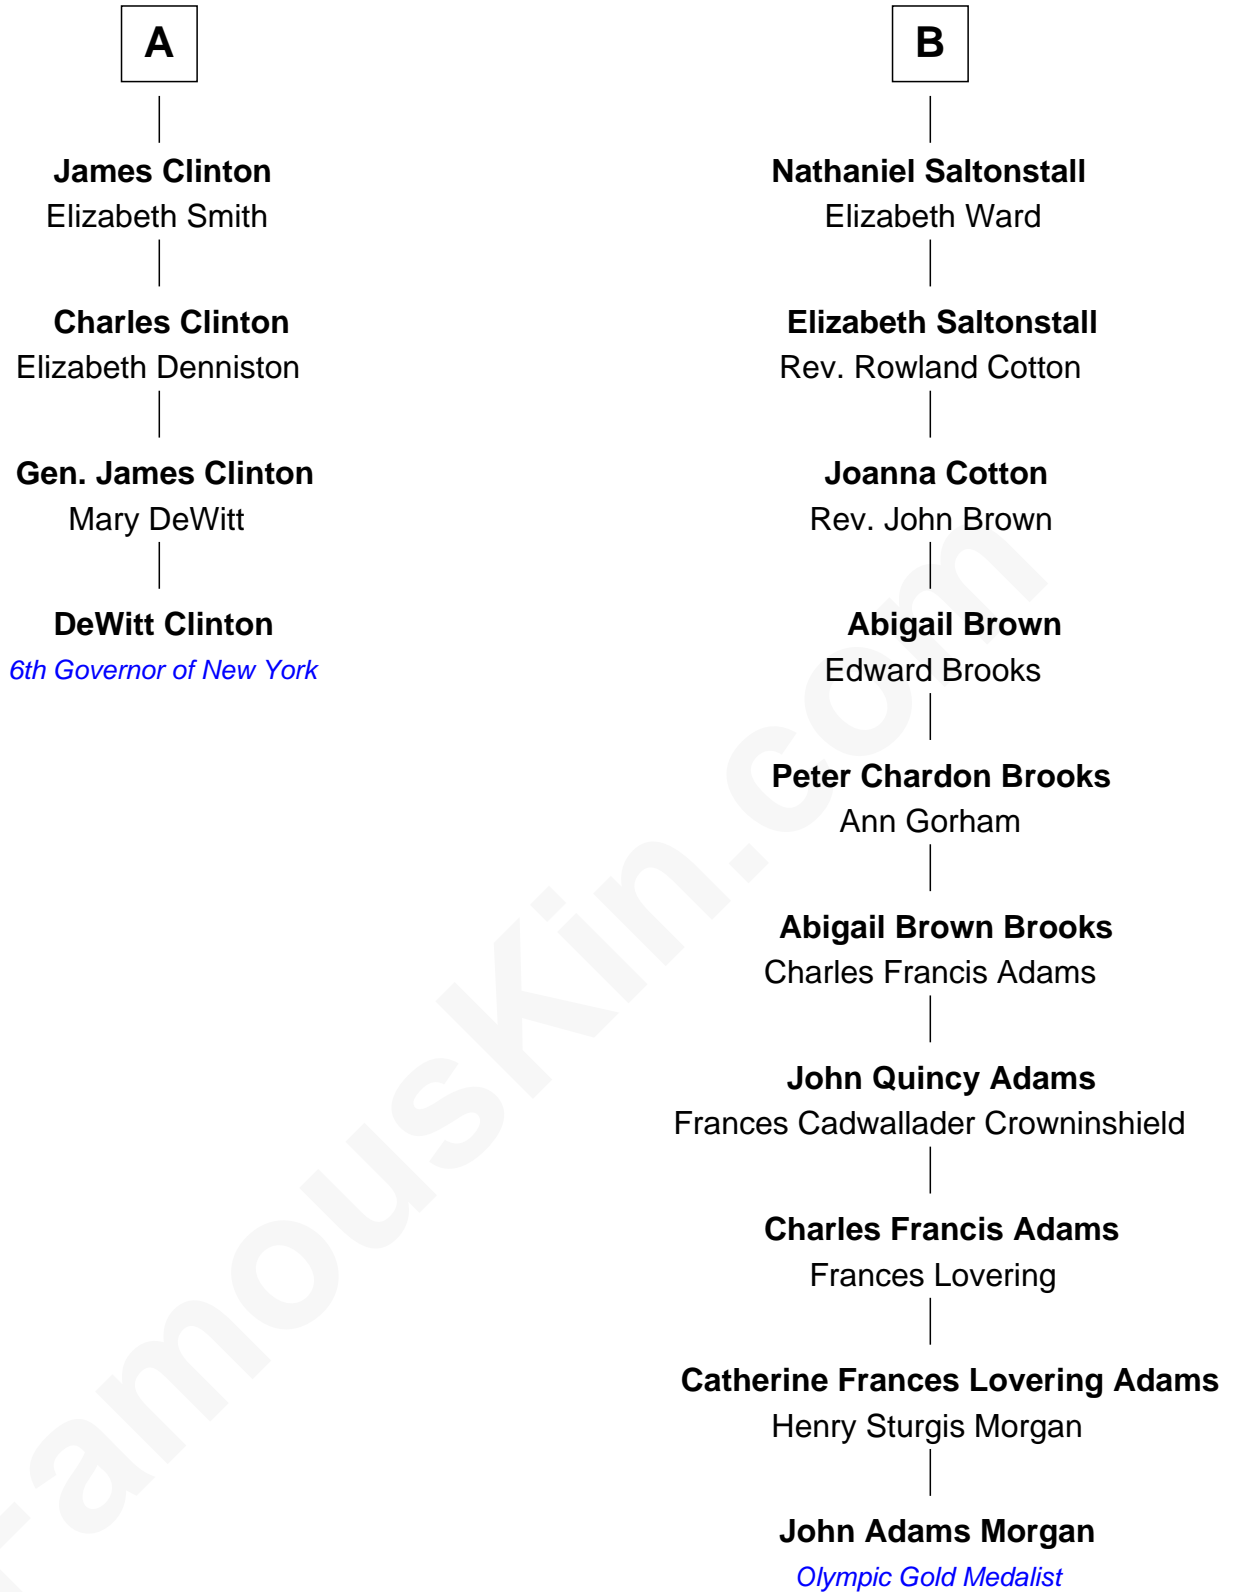 A
James Clinton
Elizabeth Smith
Charles Clinton
Elizabeth Denniston
Gen. James Clinton
Mary DeWitt
DeWitt Clinton
6th Governor of New York
B
Nathaniel Saltonstall
Elizabeth Ward
Elizabeth Saltonstall
Rev. Rowland Cotton
Joanna Cotton
Rev. John Brown
Abigail Brown
Edward Brooks
Peter Chardon Brooks
Ann Gorham
Abigail Brown Brooks
Charles Francis Adams
John Quincy Adams
Frances Cadwallader Crowninshield
Charles Francis Adams
Frances Lovering
Catherine Frances Lovering Adams
Henry Sturgis Morgan
John Adams Morgan
Olympic Gold Medalist
FamousKin.com